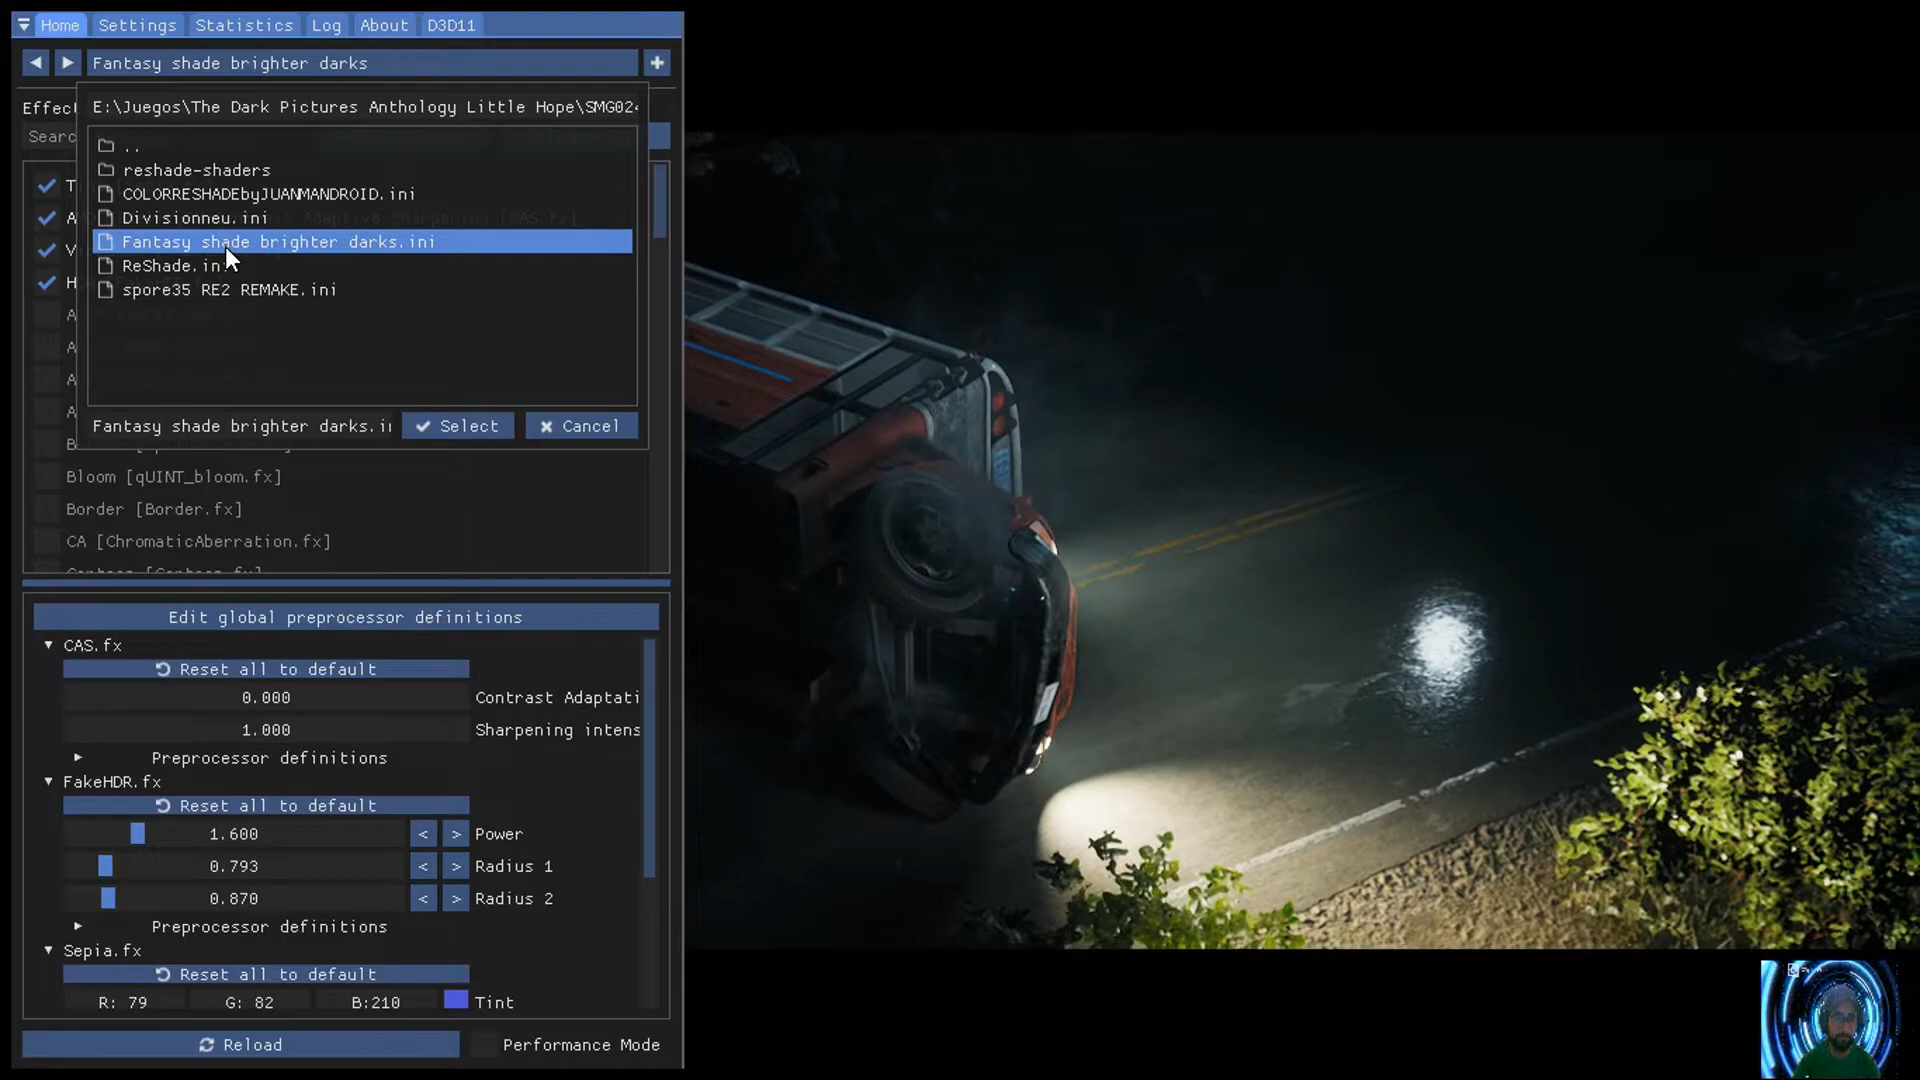 Home Settings Statistics Log About D3D11
Fantasy shade brighter darks
Effec
E:\Juegos\The Dark Pictures Anthology Little Hope\SMG024
Searc
..
reshade-shaders
COLORRESHADEbyJUANMANDROID.ini
Divisionneu.ini
Fantasy shade brighter darks.ini
ReShade.ini
spore35 RE2 REMAKE.ini
Fantasy shade brighter darks.i
Select
Cancel
Bloom [qUINT_bloom.fx]
Border [Border.fx]
CA [ChromaticAberration.fx]
Edit global preprocessor definitions
CAS.fx
Reset all to default
0.000 Contrast Adaptati
1.000 Sharpening intens
Preprocessor definitions
FakeHDR.fx
Reset all to default
1.600 < > Power
0.793 < > Radius 1
0.870 < > Radius 2
Preprocessor definitions
Sepia.fx
Reset all to default
R: 79 G: 82 B:210 Tint
Reload
Performance Mode